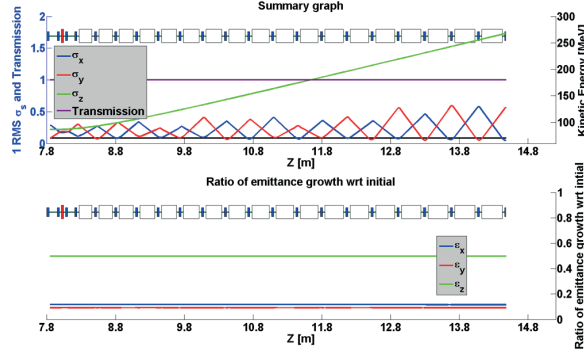 Summary graph
2
1.5
1
0.5
0
300
250
200
150
100
σx
σy
σz
Transmission
1 RMS σs and Transmission
Kinetic Energy [MeV]
7.8 8.8 9.8 10.8 11.8 12.8 13.8 14.8
Z [m]
Ratio of emittance growth wrt initial
1
0.8
0.6
0.4
0.2
0
εx
εy
εz
Ratio of emittance growth wrt intial
7.8 8.8 9.8 10.8 11.8 12.8 13.8 14.8
Z [m]